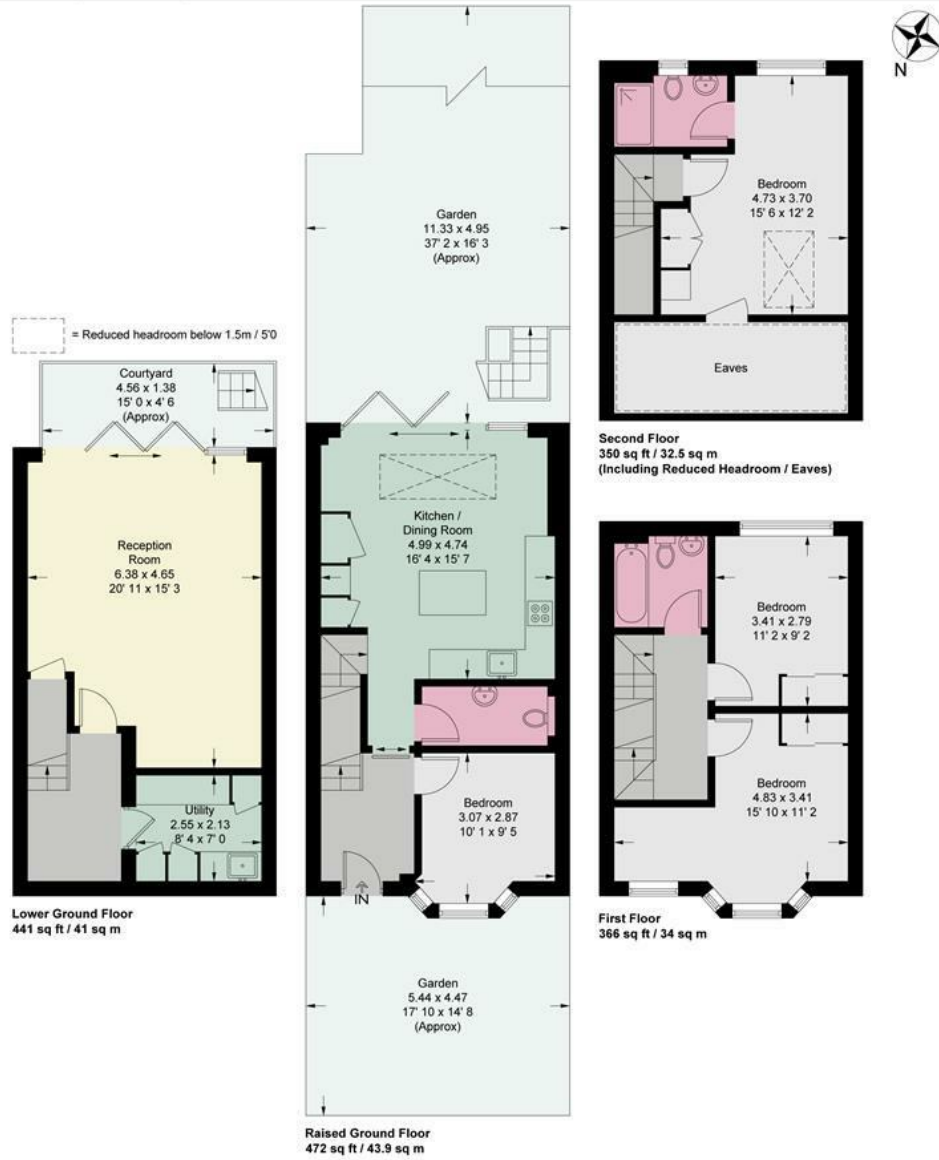 N
Garden
11.33 x 4.95
37' 2 x 16' 3
(Approx)
Bedroom
4.73 x 3.70
15' 6 x 12' 2
Eaves
Second Floor
350 sq ft / 32.5 sq m
(Including Reduced Headroom / Eaves)
= Reduced headroom below 1.5m / 5'0
Courtyard
4.56 x 1.38
15' 0 x 4' 6
(Approx)
Reception
Room
6.38 x 4.65
20' 11 x 15' 3
Utility
2.55 x 2.13
8' 4 x 7' 0
Lower Ground Floor
441 sq ft / 41 sq m
Kitchen /
Dining Room
4.99 x 4.74
16' 4 x 15' 7
Bedroom
3.07 x 2.87
10' 1 x 9' 5
IN
Garden
5.44 x 4.47
17' 10 x 14' 8
(Approx)
Raised Ground Floor
472 sq ft / 43.9 sq m
Bedroom
3.41 x 2.79
11' 2 x 9' 2
Bedroom
4.83 x 3.41
15' 10 x 11' 2
First Floor
366 sq ft / 34 sq m